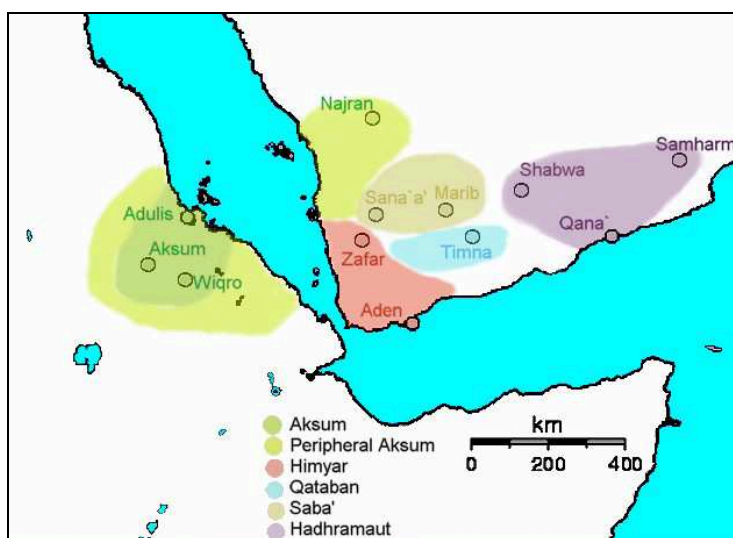 Najran
Samharm
Shabwa
Sana`a'
Marib
Adulis
Qana`
Aksum
Zafar
Timna
Wiqro
Aden
Aksum
Peripheral Aksum
Himyar
Qataban
Saba'
Hadhramaut
km
0 200 400